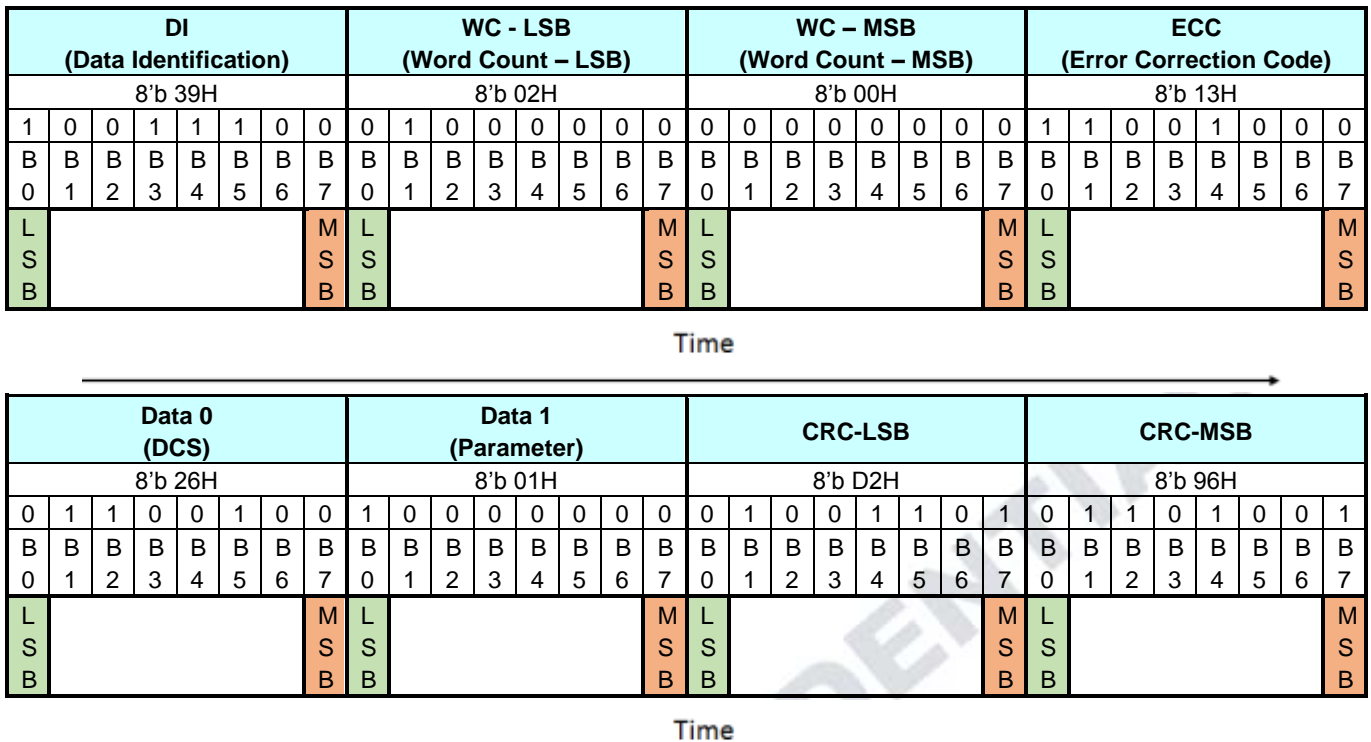 DI WC - LSB WC – MSB ECC
(Data Identification) (Word Count – LSB) (Word Count – MSB) (Error Correction Code)
8’b 39H 8’b 02H 8’b 00H 8’b 13H
1 0 0 1 1 1 0 0 0 1 0 0 0 0 0 0 0 0 0 0 0 0 0 0 1 1 0 0 1 0 0 0
B B B B B B B B B B B B B B B B B B B B B B B B B B B B B B B B
0 1 2 3 4 5 6 7 0 1 2 3 4 5 6 7 0 1 2 3 4 5 6 7 0 1 2 3 4 5 6 7
L M L M L M L M
S S S S S S S S
B B B B B B B B
Time
Data 0 Data 1 CRC-LSB CRC-MSB
(DCS) (Parameter)
8’b 26H 8’b 01H 8’b D2H 8’b 96H
0 1 1 0 0 1 0 0 1 0 0 0 0 0 0 0 0 1 0 0 1 1 0 1 0 1 1 0 1 0 0 1
B B B B B B B B B B B B B B B B B B B B B B B B B B B B B B B B
0 1 2 3 4 5 6 7 0 1 2 3 4 5 6 7 0 1 2 3 4 5 6 7 0 1 2 3 4 5 6 7
L M L M L M L M
S S S S S S S S
B B B B B B B B
Time